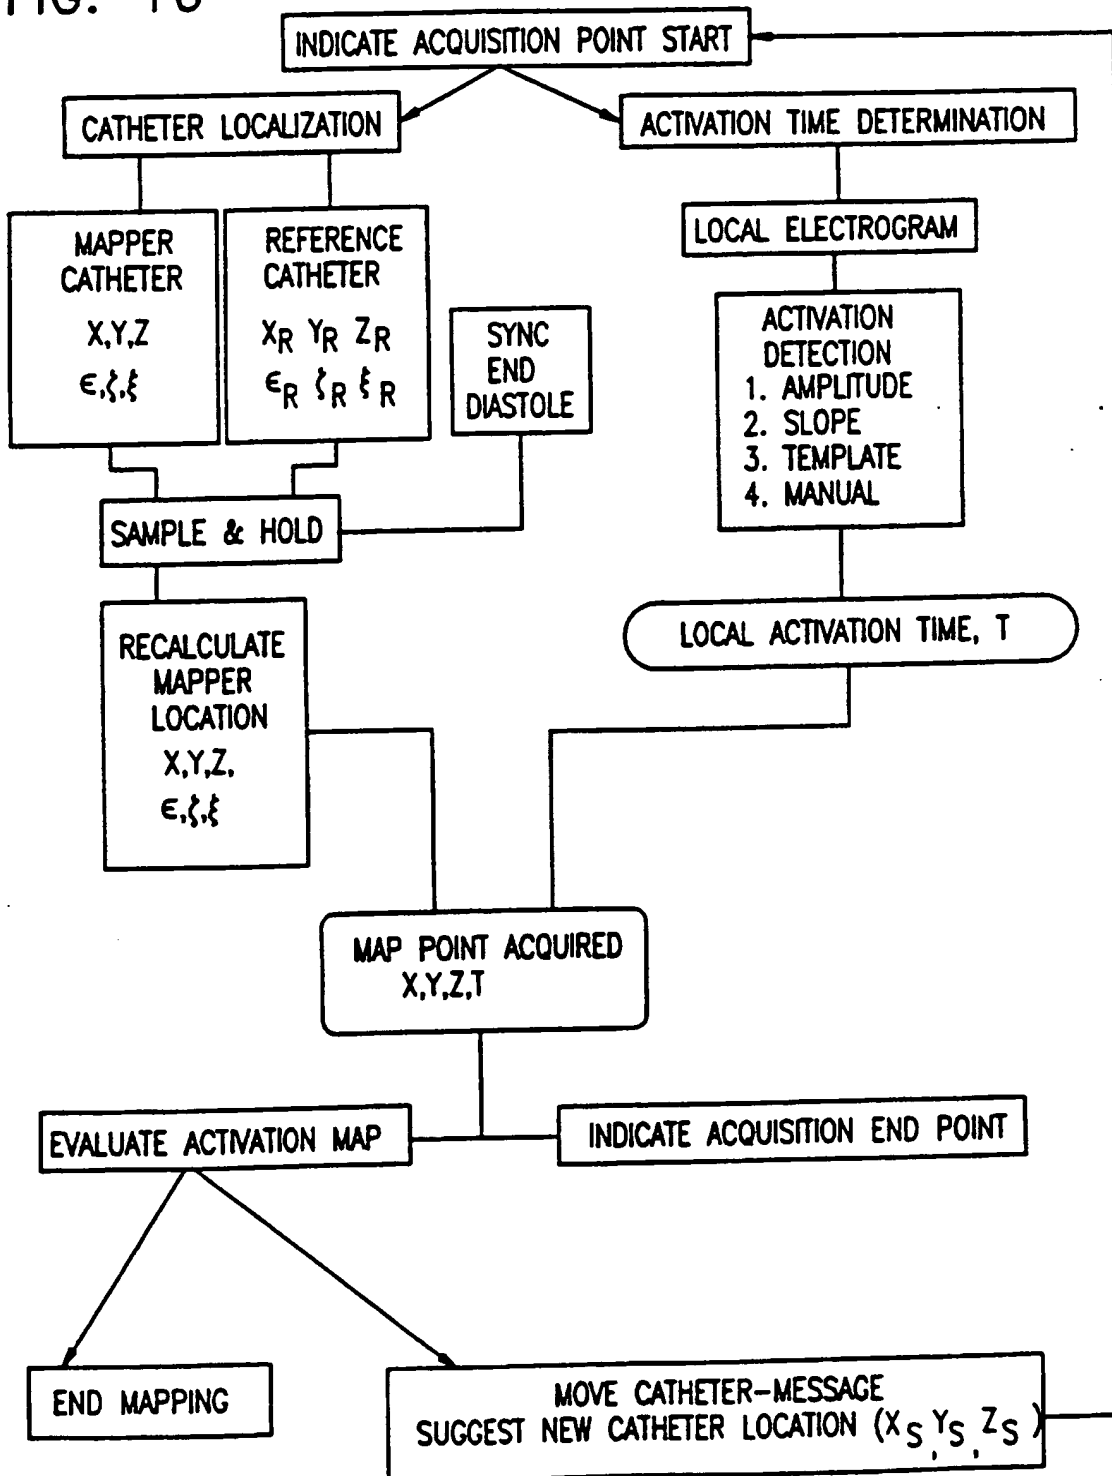 FIG.
INDICATE ACQUISITION POINT START
CATHETER LOCALIZATION
ACTIVATION TIME DETERMINATION
MAPPER
CATHETER
X,Y,Z
ϵ,ζ,ξ
REFERENCE
CATHETER
XR YR ZR
ϵR ζR ξR
SYNC
END
DIASTOLE
LOCAL ELECTROGRAM
ACTIVATION
DETECTION
1. AMPLITUDE
2. SLOPE
3. TEMPLATE
4. MANUAL
SAMPLE & HOLD
RECALCULATE
MAPPER
LOCATION
X,Y,Z,
ϵ,ζ,ξ
LOCAL ACTIVATION TIME, T
MAP POINT ACQUIRED
X,Y,Z,T
EVALUATE ACTIVATION MAP
INDICATE ACQUISITION END POINT
END MAPPING
MOVE CATHETER-MESSAGE
SUGGEST NEW CATHETER LOCATION (XS, YS, ZS)